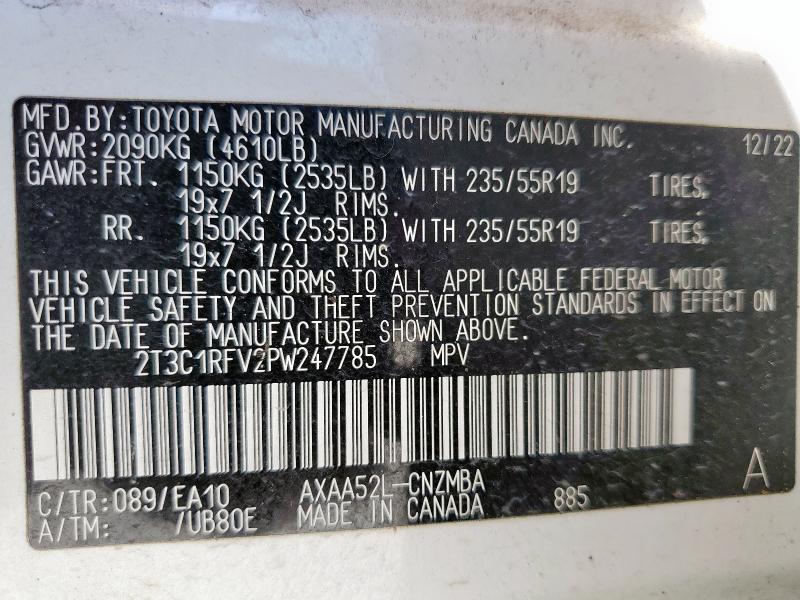 MFD.BY:TOYOTA MOTOR MANUFACTURING CANADA INC. 12/22
GVWR:2090KG (4610LB)
GAWR:FRT. 1150KG (2535LB) WITH 235/55R19 TIRES,
19x7 1/2J RIMS.
RR. 1150KG (2535LB) WITH 235/55R19 TIRES,
19x7 1/2J RIMS.
THIS VEHICLE CONFORMS TO ALL APPLICABLE FEDERAL MOTOR
VEHICLE SAFETY AND THEFT PREVENTION STANDARDS IN EFFECT ON
THE DATE OF MANUFACTURE SHOWN ABOVE.
2T3C1RFV2PW247785 MPV
C/TR:089/EA10 AXAA52L-CNZMBA 885 A
A/TM: /UB80E MADE IN CANADA